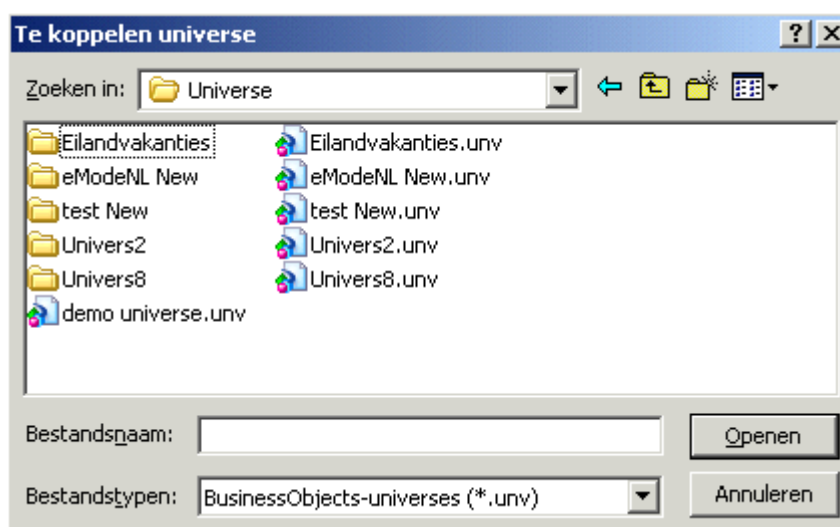 Te koppelen universe
Zoeken in: Universe
Eilandvakanties
eModeNL New
test New
Univers2
Univers8
demo universe.unv
Eilandvakanties.unv
eModeNL New.unv
test New.unv
Univers2.unv
Univers8.unv
Bestandsnaam:
Openen
Bestandstypen: BusinessObjects-universes (*.unv)
Annuleren